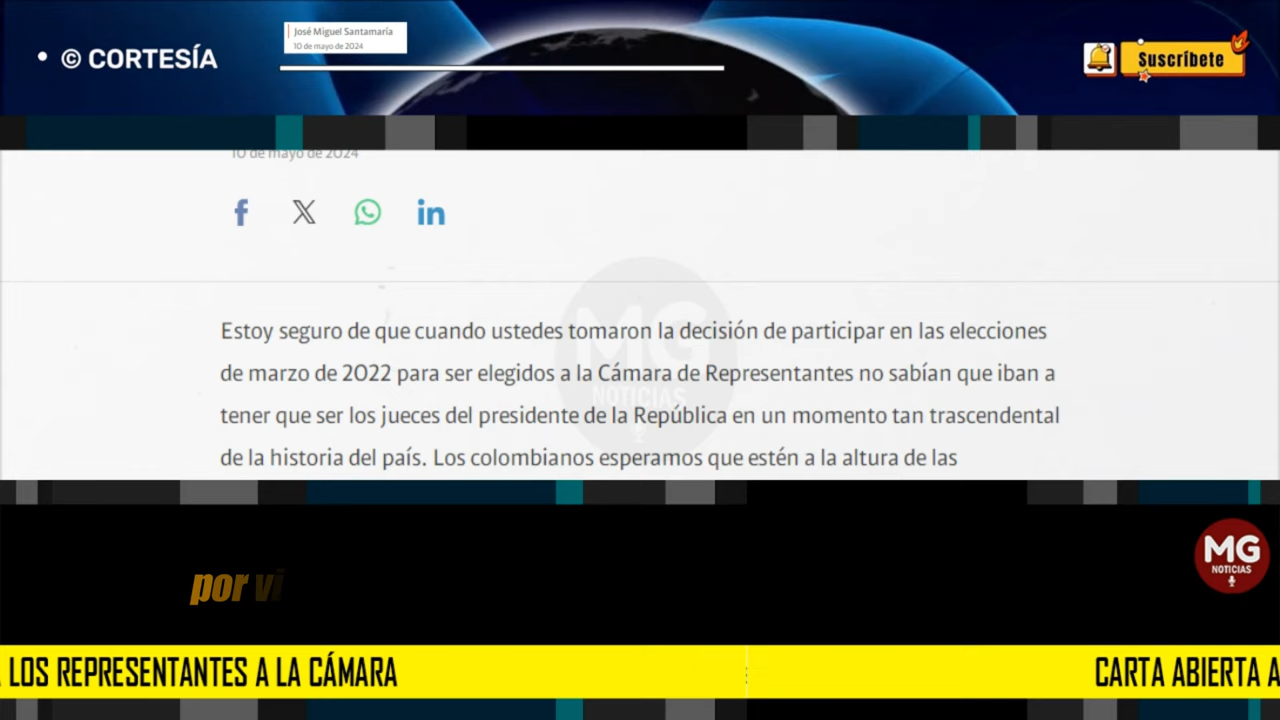 • © CORTESÍA
José Miguel Santamaría
10 de mayo de 2024
Suscríbete
10 de mayo de 2024
Estoy seguro de que cuando ustedes tomaron la decisión de participar en las elecciones
de marzo de 2022 para ser elegidos a la Cámara de Representantes no sabían que iban a
tener que ser los jueces del presidente de la República en un momento tan trascendental
de la historia del país. Los colombianos esperamos que estén a la altura de las
MG
NOTICIAS
por vi
MG
NOTICIAS
LOS REPRESENTANTES A LA CÁMARA
CARTA ABIERTA A